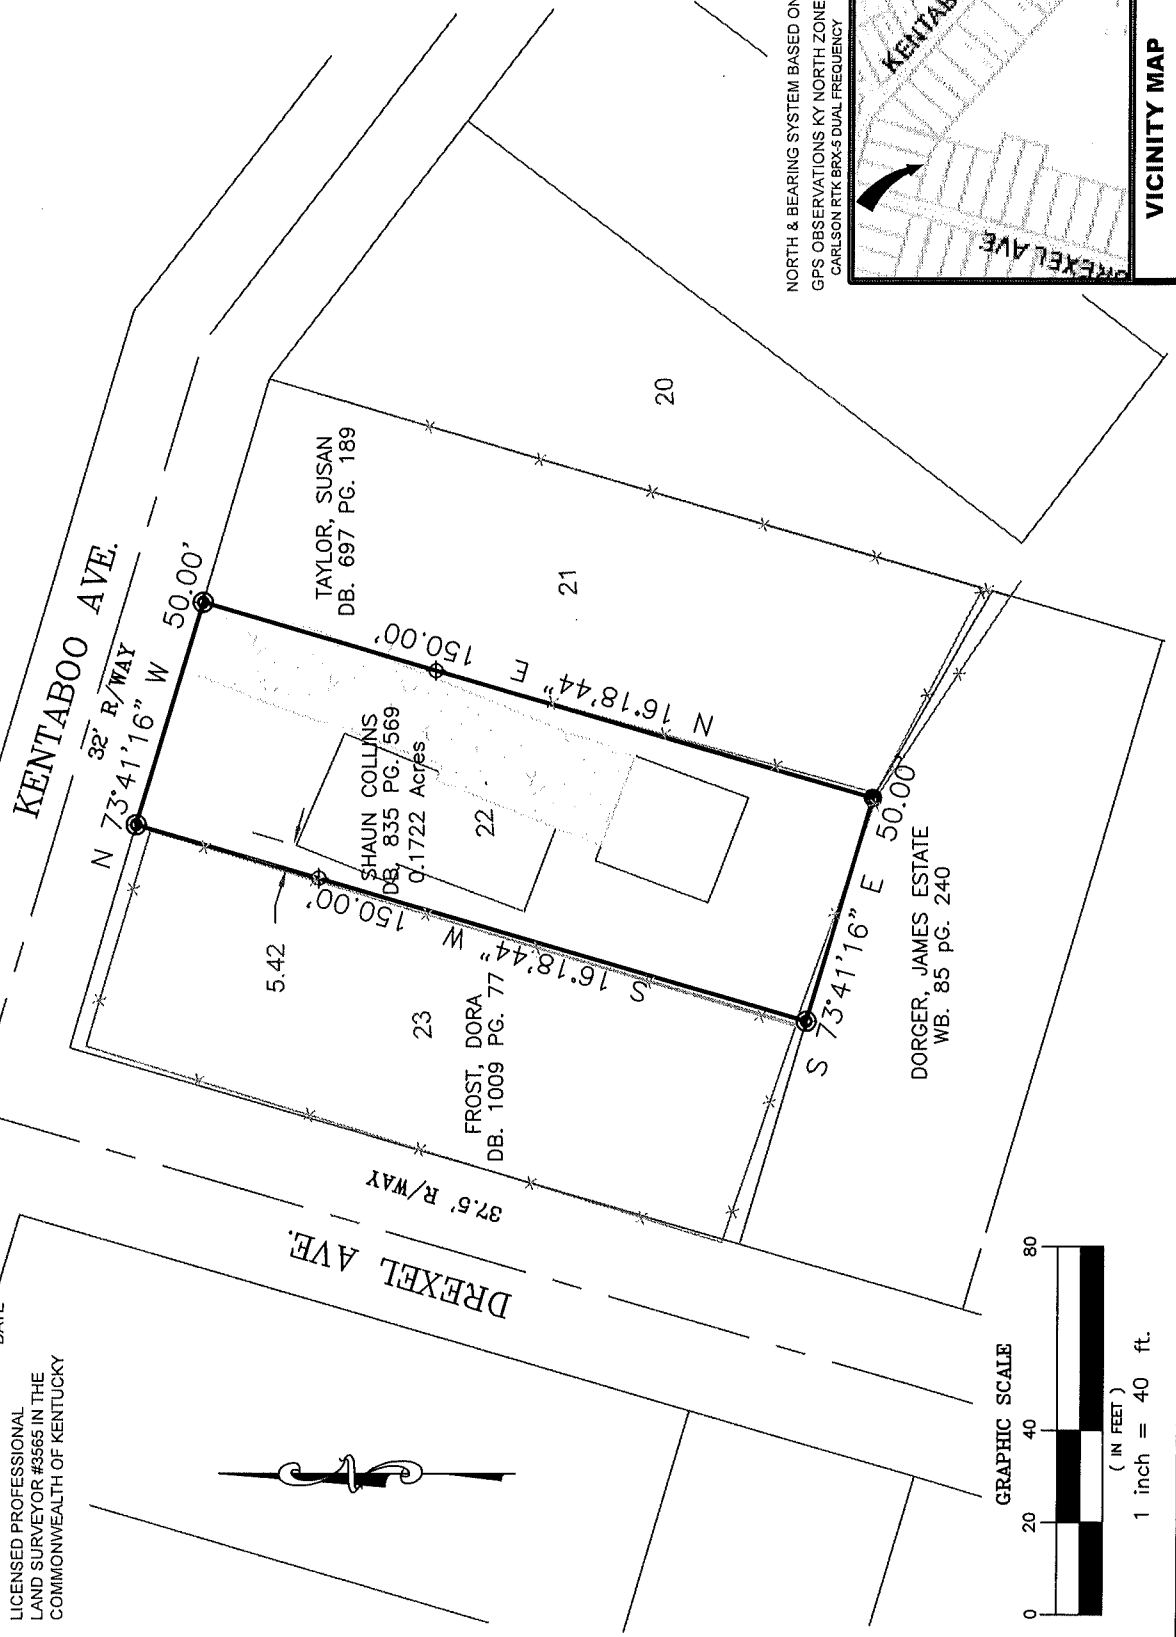 LICENSED PROFESSIONAL
LAND SURVEYOR #3565 IN THE
COMMONWEALTH OF KENTUCKY
DATE
KENTABOO AVE.
32' R/WAY
N 73°41'16" W 50.00'
TAYLOR, SUSAN
DB. 697 PG. 189
21
20
150.00'
N 16°18'44" E
SHAUN COLLINS
DB. 835 PG. 569
0.1722 Acres
22
5.42
150.00'
S 16°18'44" W
23
FROST, DORA
DB. 1009 PG. 77
S 73°41'16" E 50.00'
DORGER, JAMES ESTATE
WB. 85 pG. 240
37.5' R/WAY
DREXEL AVE.
NORTH & BEARING SYSTEM BASED ON
GPS OBSERVATIONS KY NORTH ZONE
CARLSON RTK BRX-5 DUAL FREQUENCY
KENTAB
DREXEL AVE
VICINITY MAP
GRAPHIC SCALE
0 20 40 80
( IN FEET )
1 inch = 40 ft.